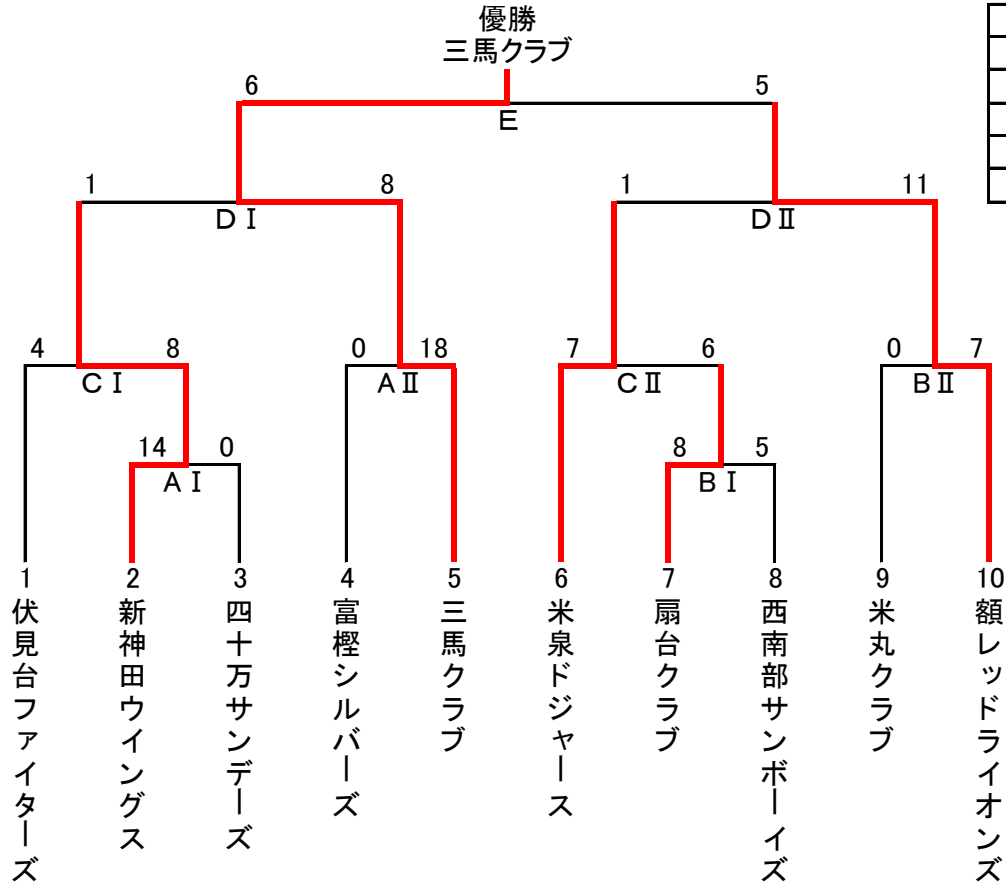 優勝
三馬クラブ
6
5
E
1
8
1
11
DⅠ
DⅡ
4
8
0
18
7
6
0
7
CⅠ
AⅡ
CⅡ
BⅡ
14
0
8
5
AⅠ
BⅠ
1
2
3
4
5
6
7
8
9
10
伏見台ファイターズ
新神田ウイングス
四十万サンデーズ
富樫シルバーズ
三馬クラブ
米泉ドジャース
扇台クラブ
西南部サンボーイズ
米丸クラブ
額レッドライオンズ